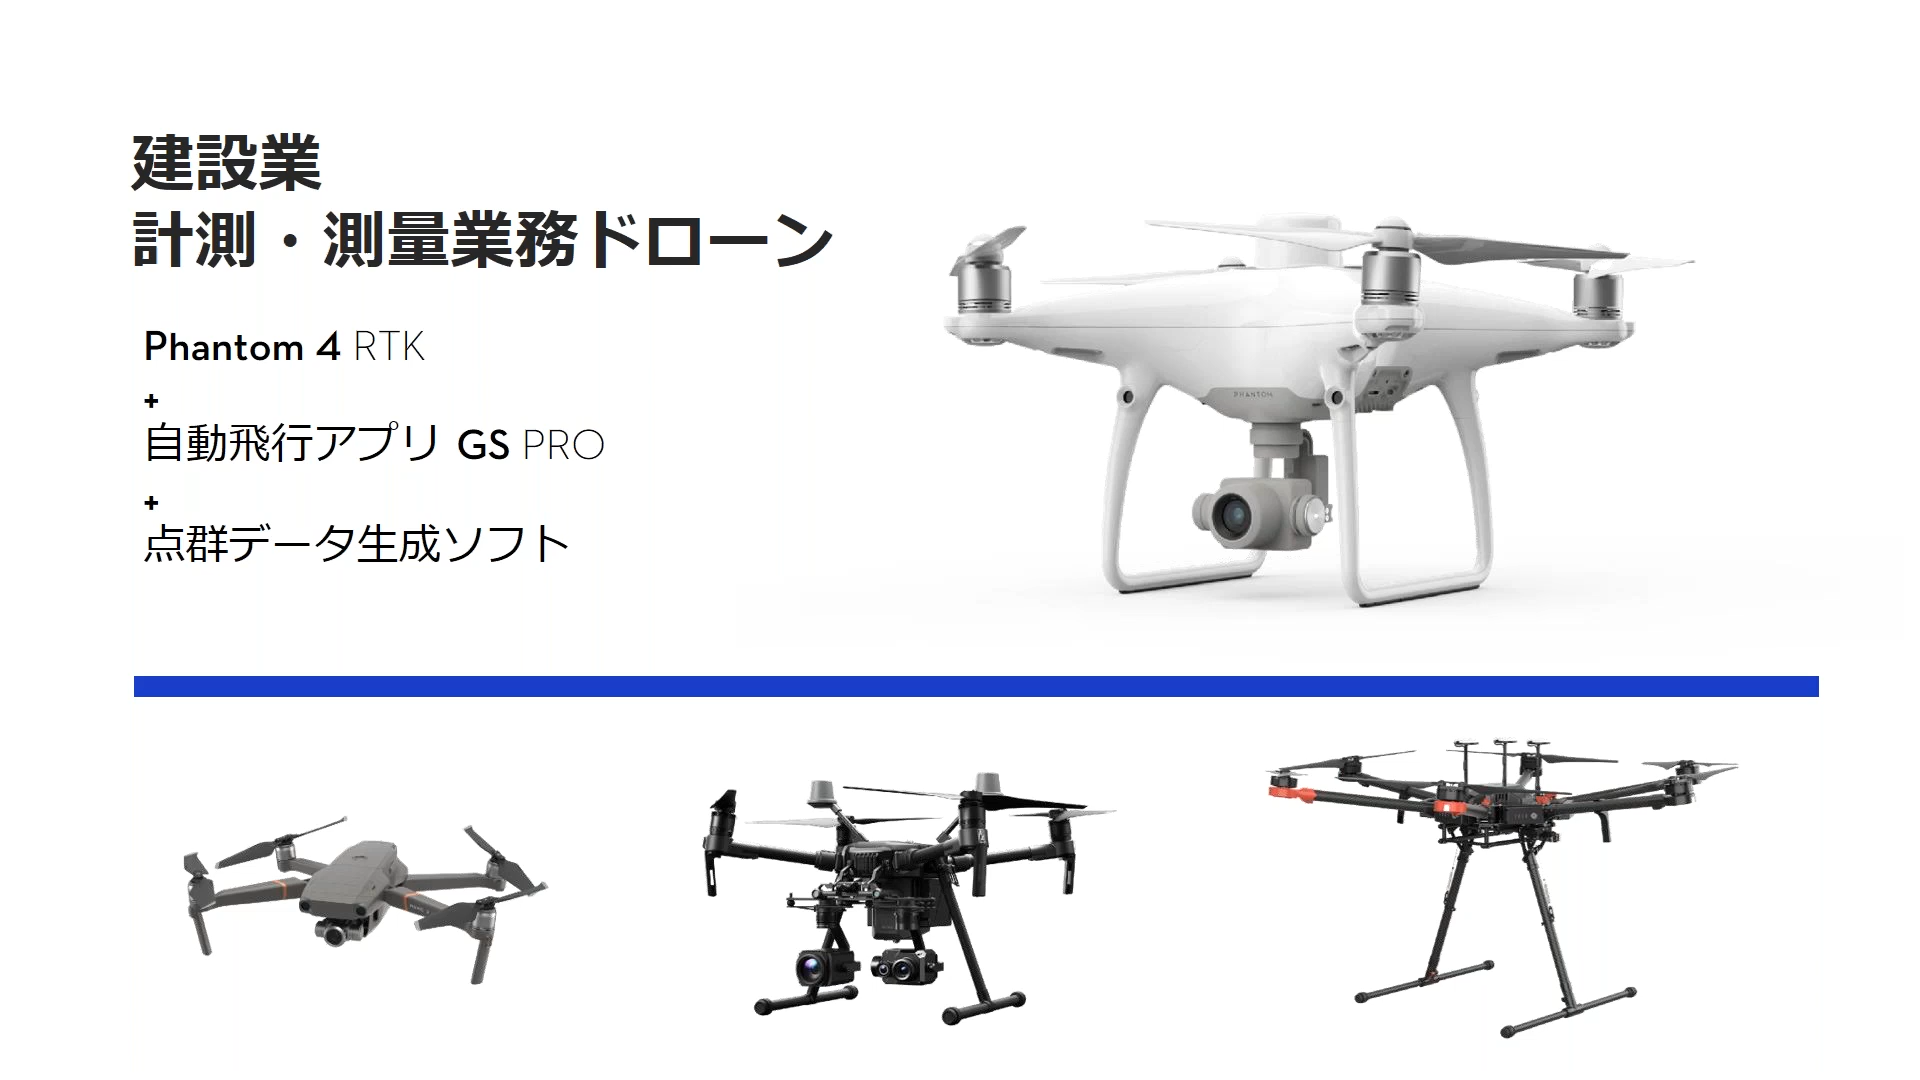 建設業
計測・測量業務ドローン
Phantom 4 RTK
+
自動飛行アプリ GS PRO
+
点群データ生成ソフト
PHANTOM